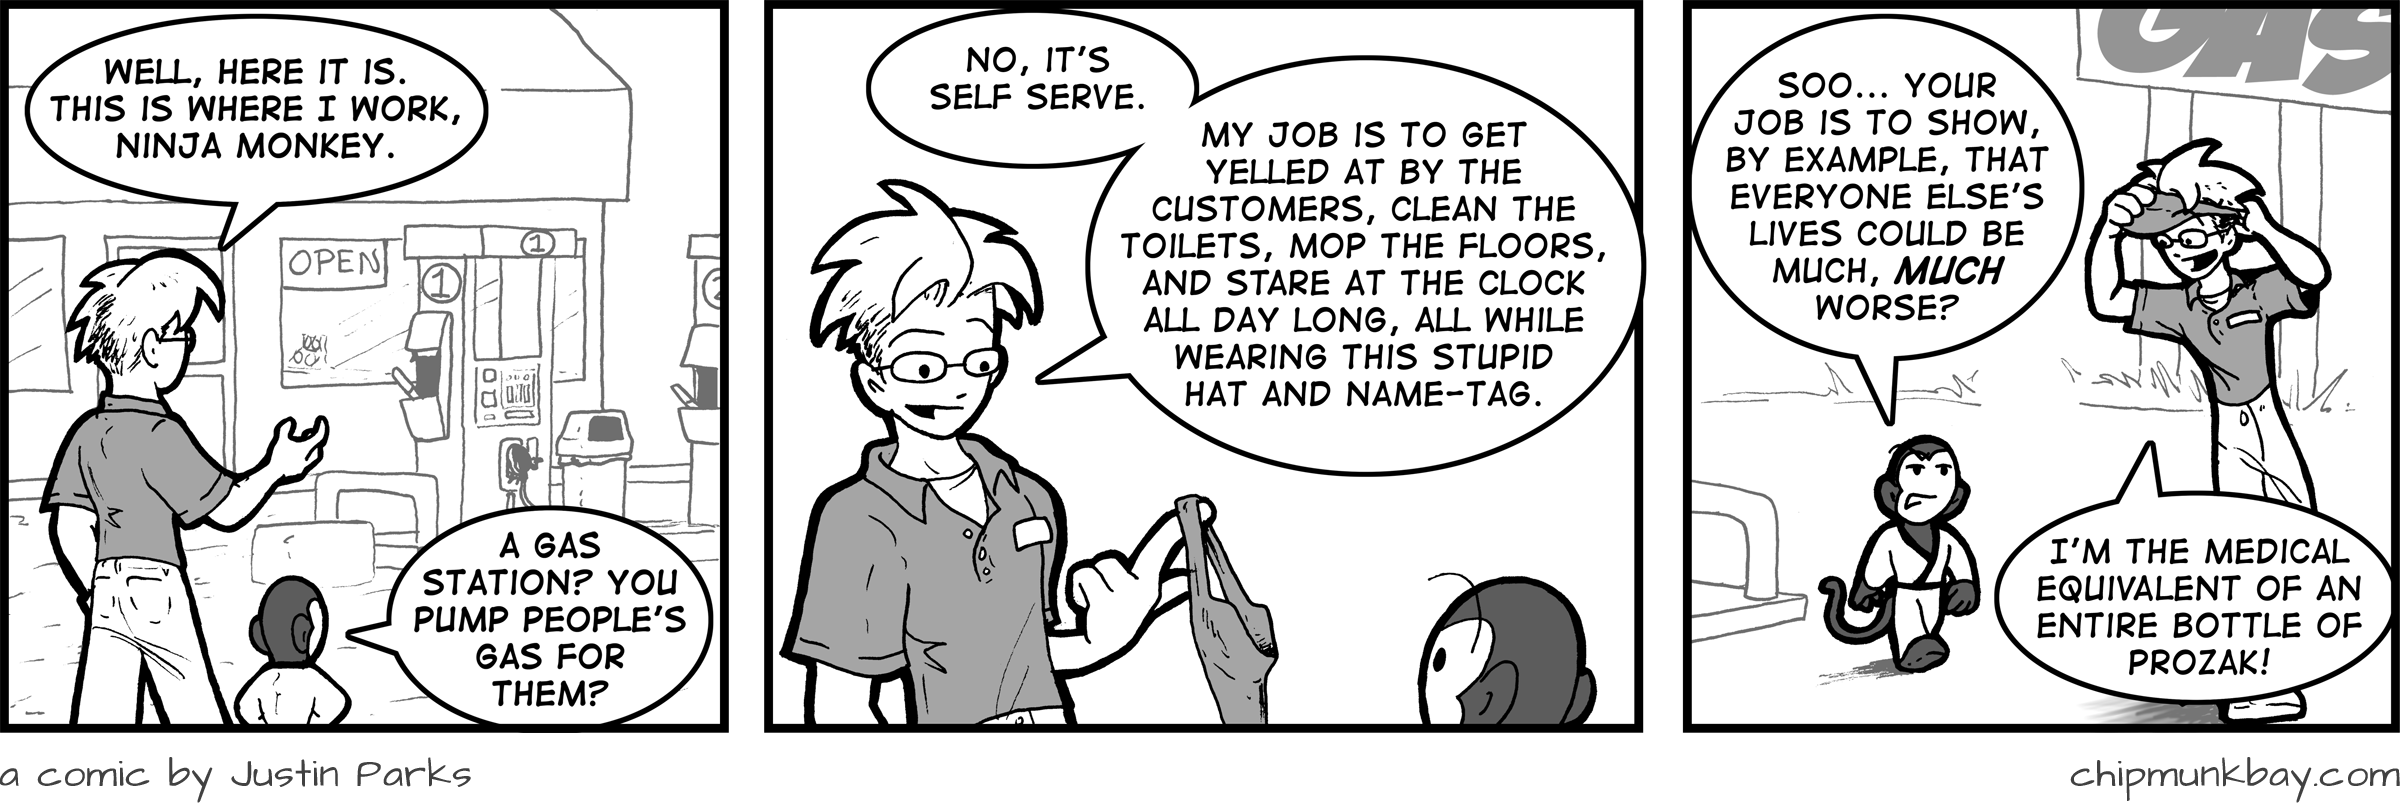 WELL, HERE IT IS.
THIS IS WHERE I WORK,
NINJA MONKEY.
OPEN
1
1
2
A GAS
STATION? YOU
PUMP PEOPLE'S
GAS FOR
THEM?
NO, IT'S
SELF SERVE.
MY JOB IS TO GET
YELLED AT BY THE
CUSTOMERS, CLEAN THE
TOILETS, MOP THE FLOORS,
AND STARE AT THE CLOCK
ALL DAY LONG, ALL WHILE
WEARING THIS STUPID
HAT AND NAME-TAG.
GAS
SOO... YOUR
JOB IS TO SHOW,
BY EXAMPLE, THAT
EVERYONE ELSE'S
LIVES COULD BE
MUCH, MUCH
WORSE?
I'M THE MEDICAL
EQUIVALENT OF AN
ENTIRE BOTTLE OF
PROZAK!
a comic by Justin Parks
chipmunkbay.com